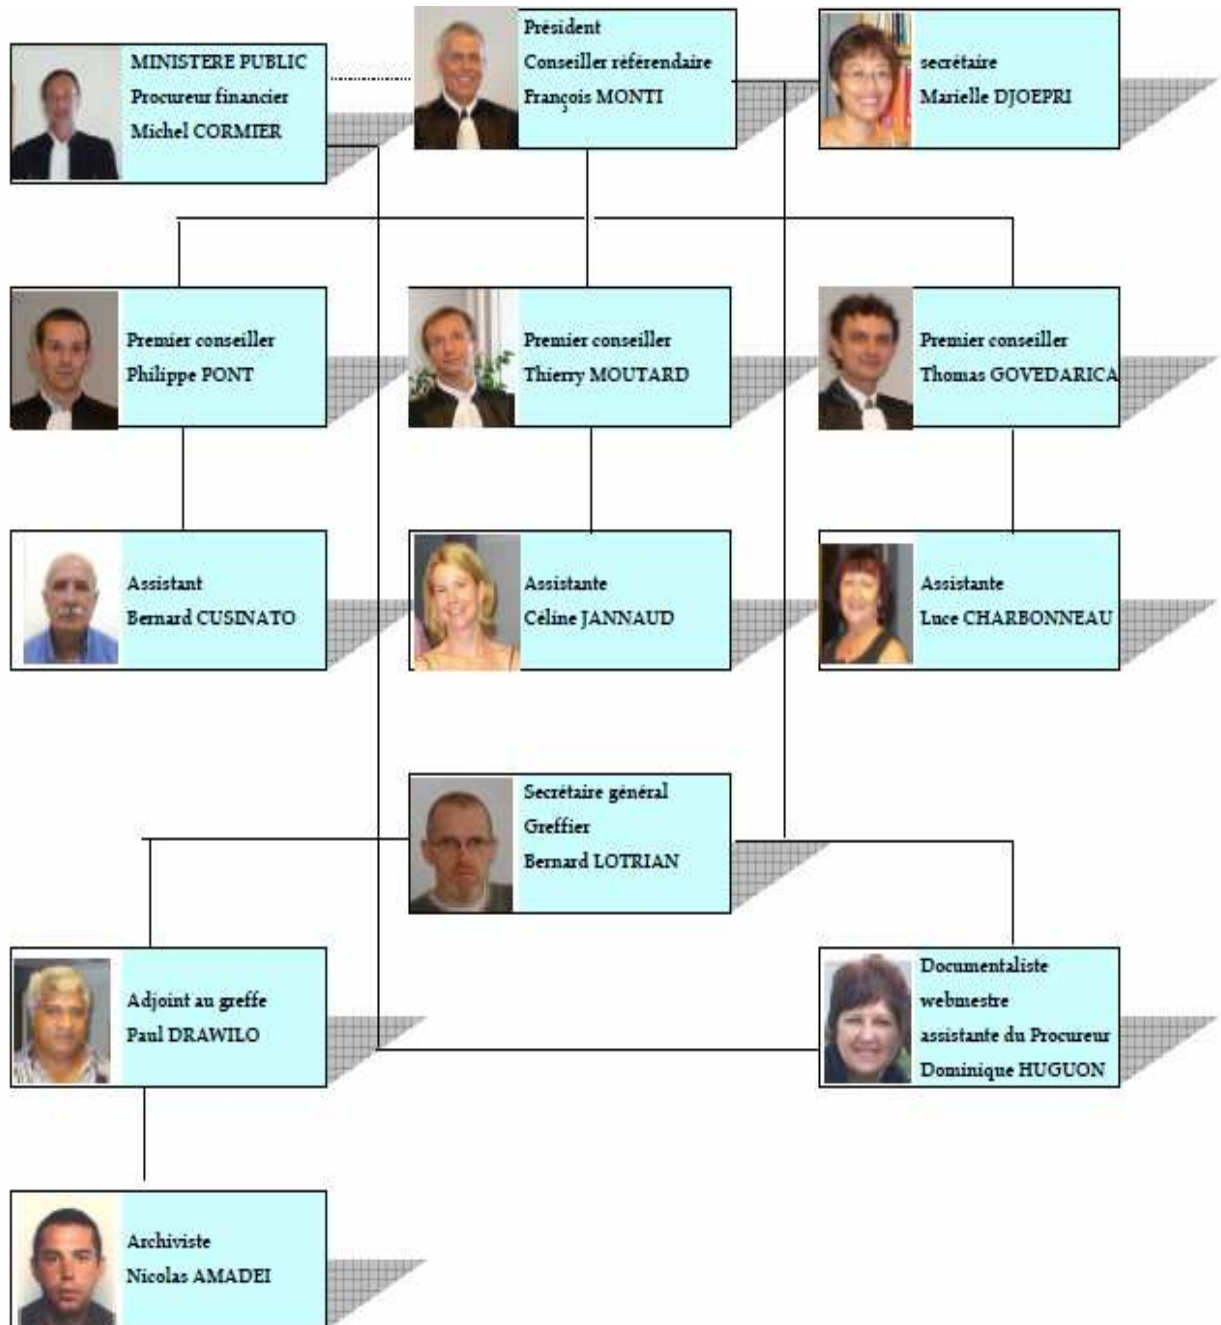 MINISTERE PUBLIC
Procureur financier
Michel CORMIER
Président
Conseiller référendaire
François MONTI
secrétaire
Marielle DJOEPRI
Premier conseiller
Philippe PONT
Premier conseiller
Thierry MOUTARD
Premier conseiller
Thomas GOVEDARICA
Assistant
Bernard CUSINATO
Assistante
Céline JANNAUD
Assistante
Luce CHARBONNEAU
Secrétaire général
Greffier
Bernard LOTRIAN
Adjoint au greffe
Paul DRAWILO
Documentaliste
webmestre
assistante du Procureur
Dominique HUGUON
Archiviste
Nicolas AMADEI